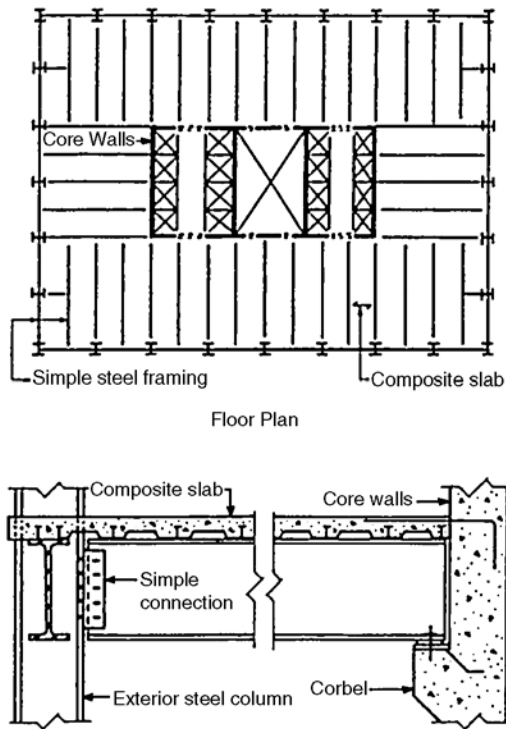 Core Walls
Simple steel framing
Composite slab
Floor Plan
Composite slab
Core walls
Simple
connection
Exterior steel column
Corbel